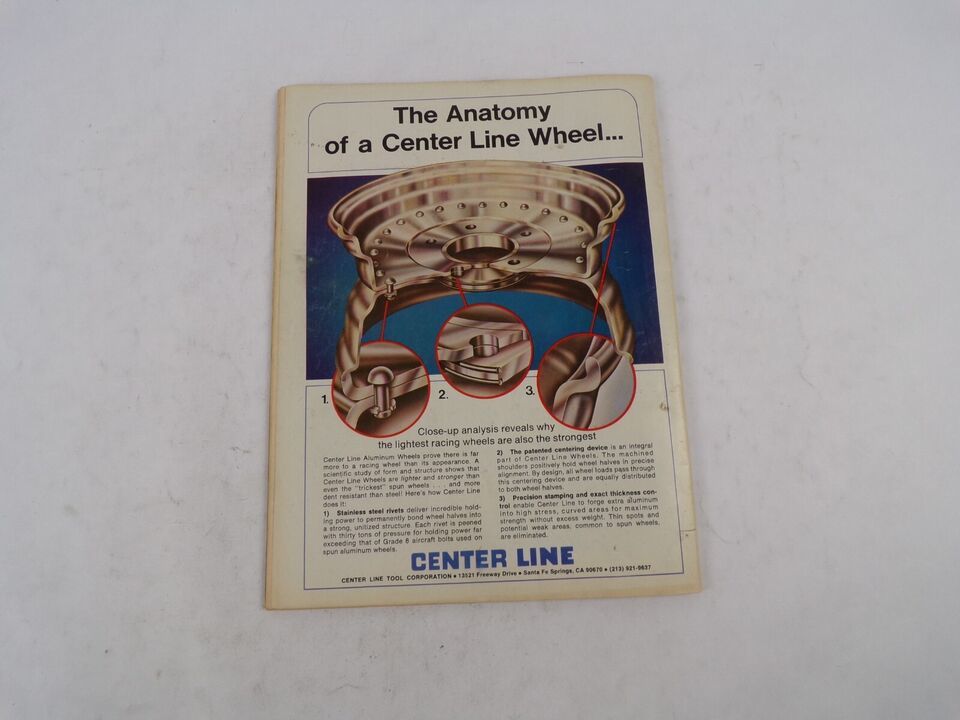 The Anatomy
of a Center Line Wheel...
1.
2.
3.
Close-up analysis reveals why
the lightest racing wheels are also the strongest
Center Line Aluminum Wheels prove there is far
more to a racing wheel than its appearance. A
scientific study of form and structure shows that
Center Line Wheels are lighter and stronger than
even the "trickest" spun wheels . . . and more
dent resistant than steel! Here's how Center Line
does it:
1) Stainless steel rivets deliver incredible hold-
ing power to permanently bond wheel halves into
a strong, unitized structure. Each rivet is peened
with thirty tons of pressure for holding power far
exceeding that of Grade 8 aircraft bolts used on
spun aluminum wheels.
2) The patented centering device is an integral
part of Center Line Wheels. The machined
shoulders positively hold wheel halves in precise
alignment. By design, all wheel loads pass through
this centering device and are equally distributed
to both wheel halves.
3) Precision stamping and exact thickness con-
trol enable Center Line to forge extra aluminum
into high stress, curved areas for maximum
strength without excess weight. Thin spots and
potential weak areas, common to spun wheels,
are eliminated.
CENTER LINE
CENTER LINE TOOL CORPORATION • 13521 Freeway Drive • Santa Fe Springs, CA 90670 • (213) 921-9637